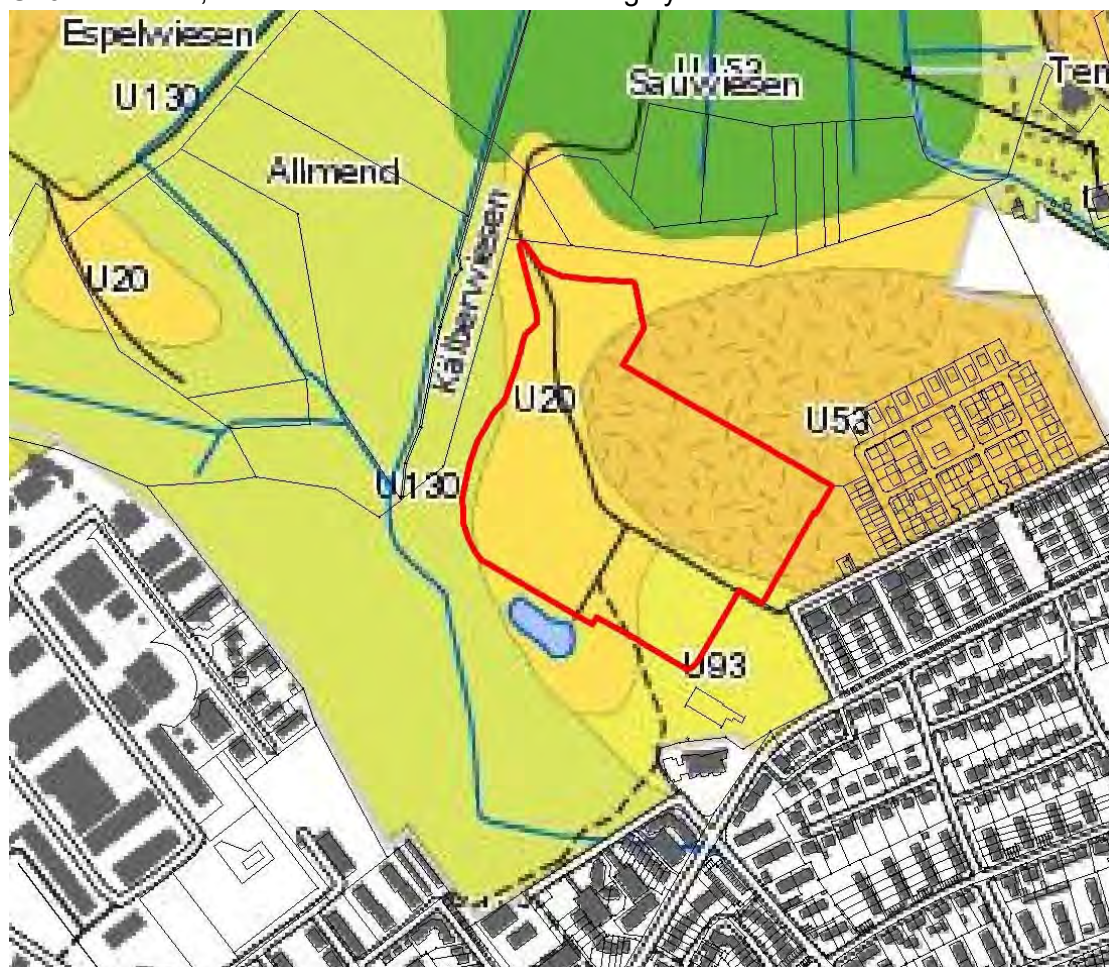 Espelwiesen
U130
Allmend
Sauwiesen
U20
Kälberwiesen
U20
U53
U130
U93